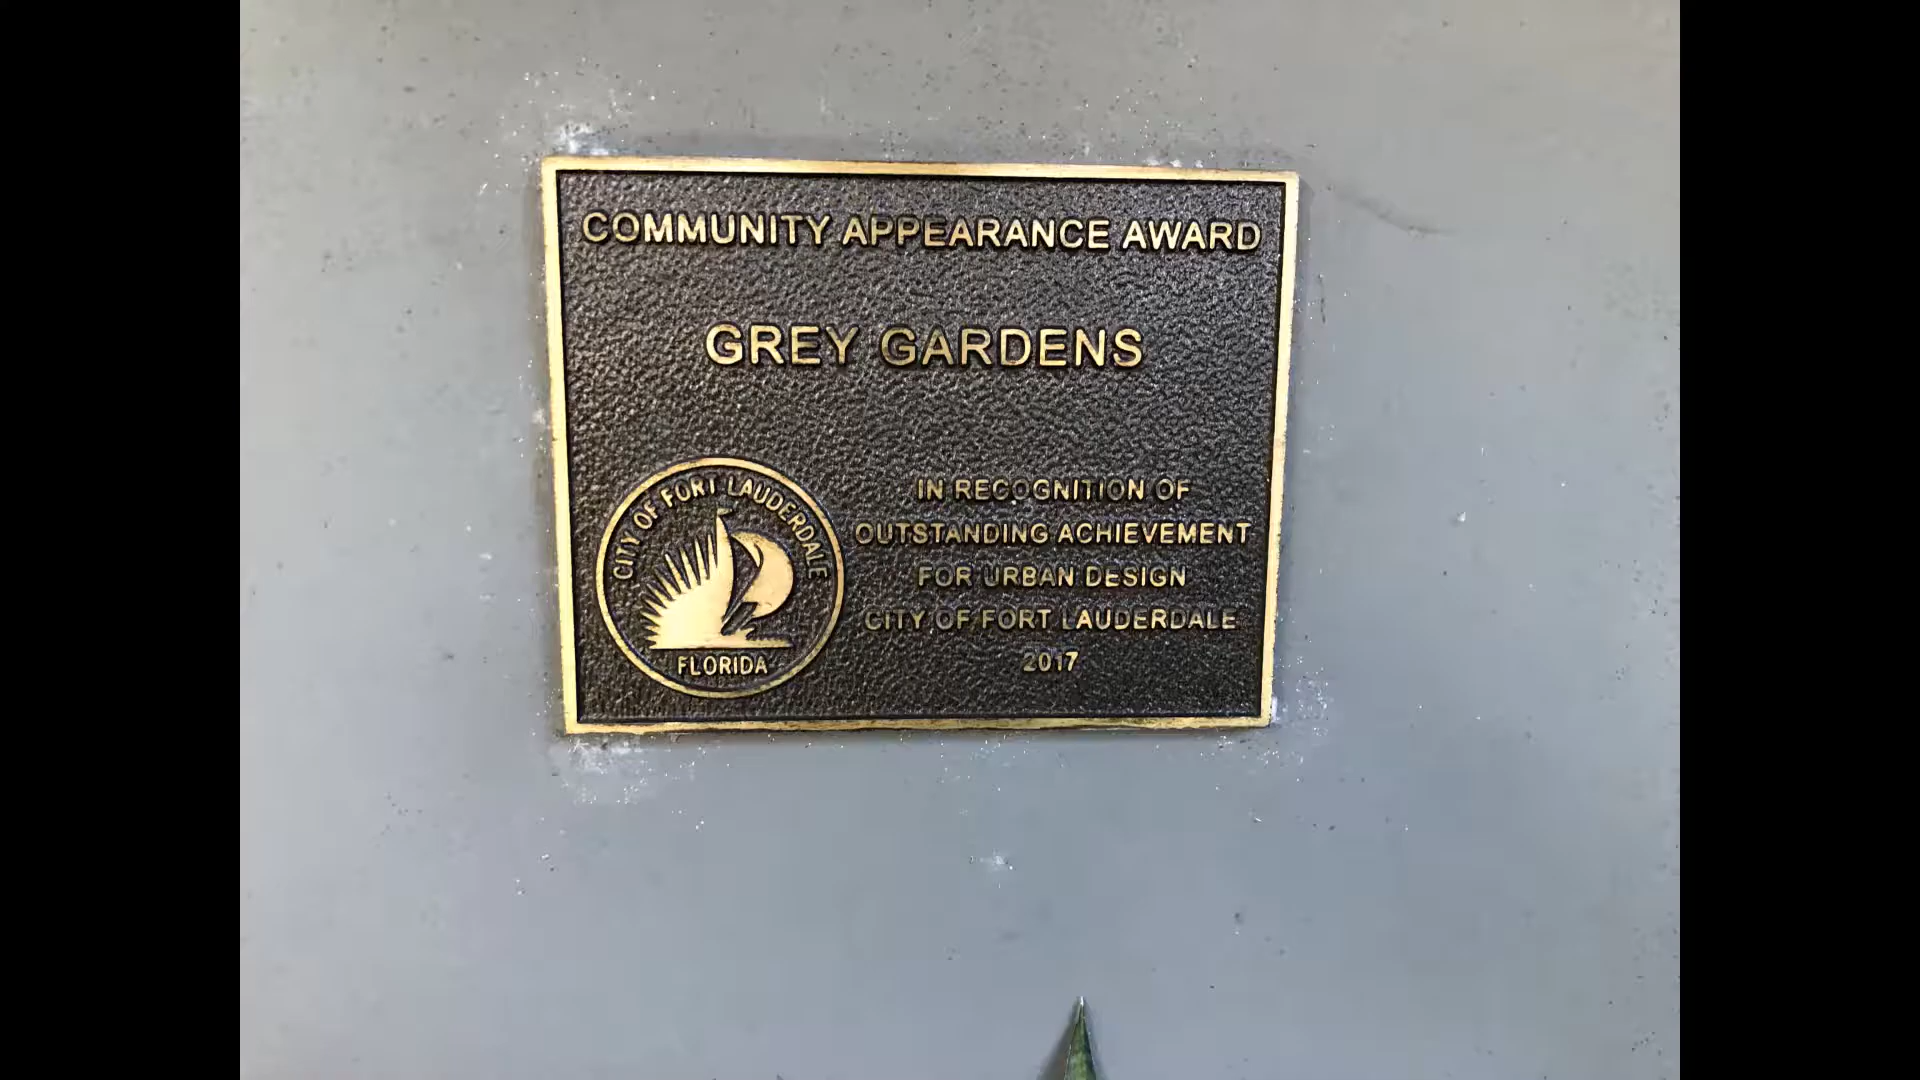 COMMUNITY APPEARANCE AWARD
GREY GARDENS
CITY OF FORT LAUDERDALE
FLORIDA
IN RECOGNITION OF
OUTSTANDING ACHIEVEMENT
FOR URBAN DESIGN
CITY OF FORT LAUDERDALE
2017